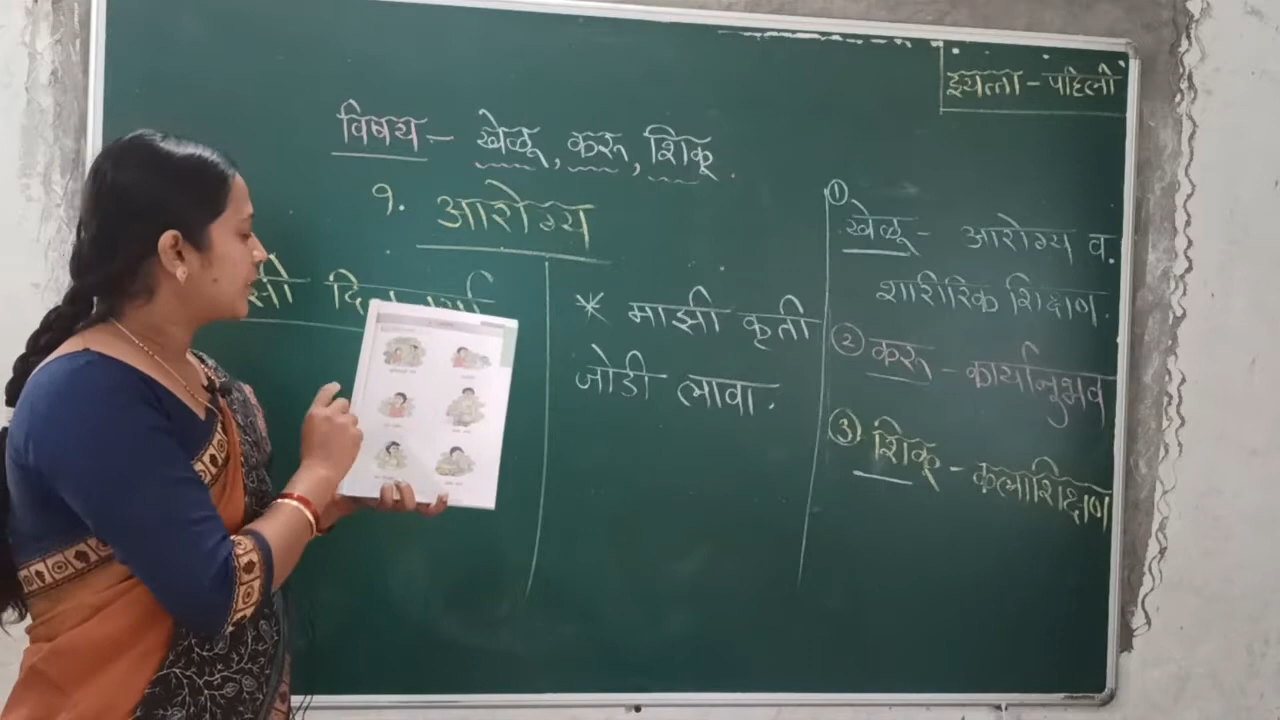 इयत्ता - पहिली
विषय - खेळू, करू, शिकू.
१. आरोग्य
* माझी कृती
जोडी लावा.
① खेळू - आरोग्य व.
शारीरिक शिक्षण.
② करू - कार्यानुभव
③ शिकू - कलाशिक्षण